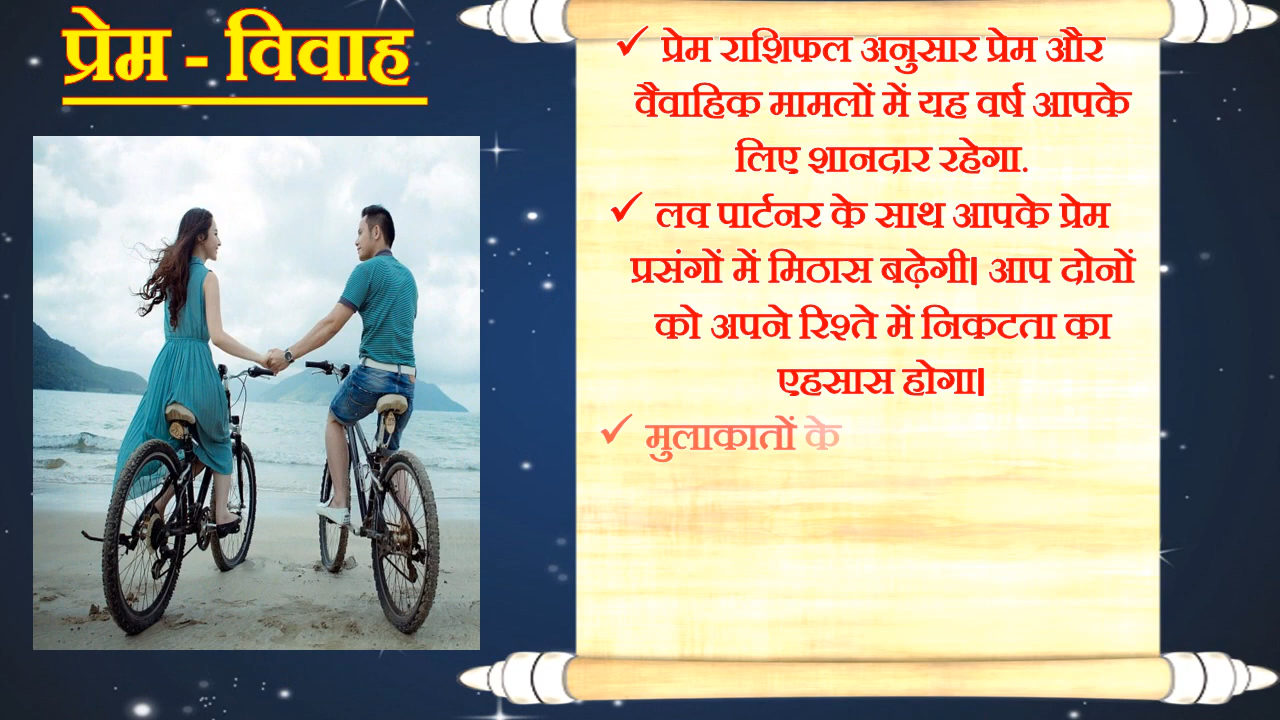 प्रेम - विवाह
✓ प्रेम राशिफल अनुसार प्रेम और
वैवाहिक मामलों में यह वर्ष आपके
लिए शानदार रहेगा.
✓ लव पार्टनर के साथ आपके प्रेम
प्रसंगों में मिठास बढ़ेगी। आप दोनों
को अपने रिश्ते में निकटता का
एहसास होगा।
✓ मुलाकातों के